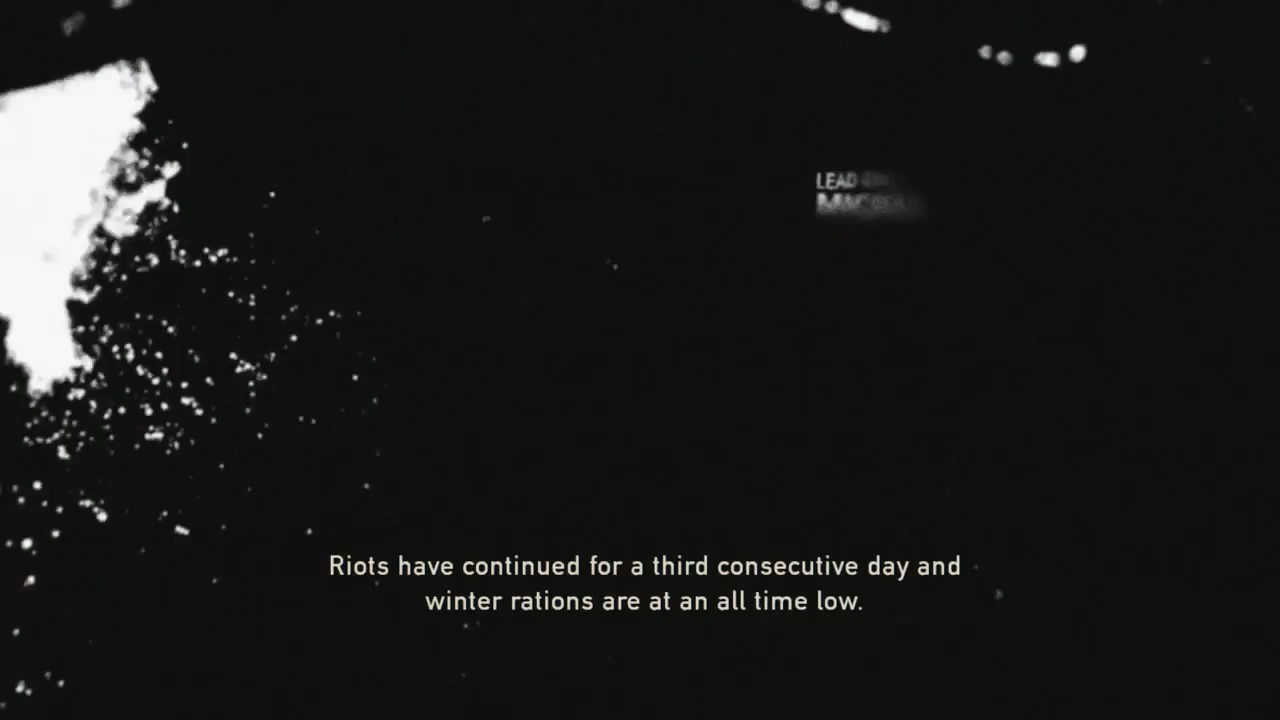 LEAD
Riots have continued for a third consecutive day and
winter rations are at an all time low.